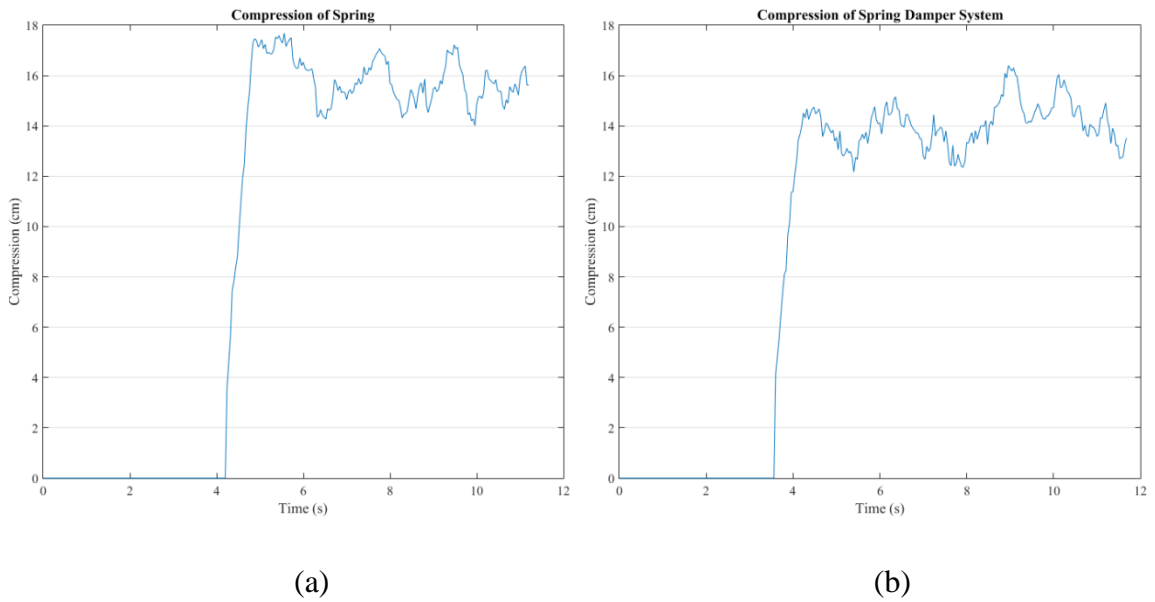 Compression of Spring
18
16
14
12
10
8
6
4
2
0
Compression (cm)
0 2 4 6 8 10 12
Time (s)
(a)
Compression of Spring Damper System
18
16
14
12
10
8
6
4
2
0
Compression (cm)
0 2 4 6 8 10 12
Time (s)
(b)